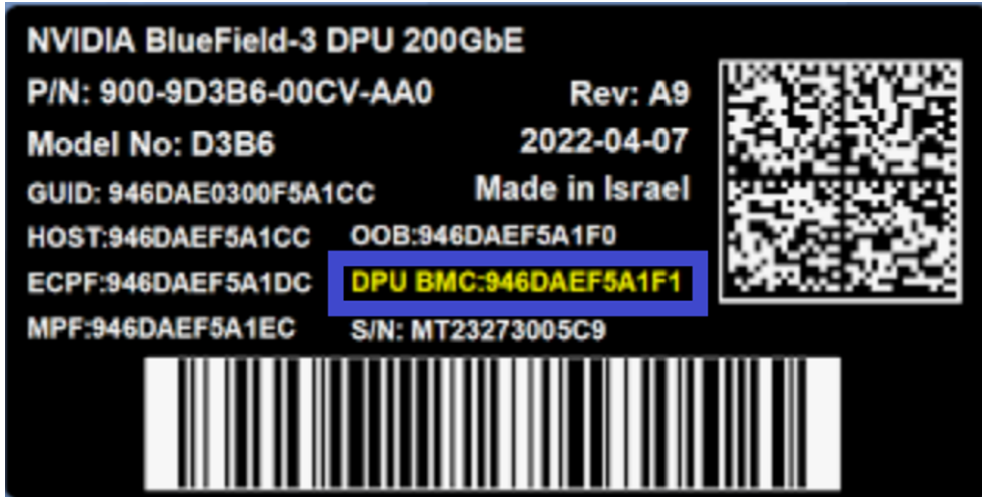 NVIDIA BlueField-3 DPU 200GbE
P/N: 900-9D3B6-00CV-AA0 Rev: A9
Model No: D3B6 2022-04-07
GUID: 946DAE0300F5A1CC Made in Israel
HOST:946DAEF5A1CC OOB:946DAEF5A1F0
ECPF:946DAEF5A1DC DPU BMC:946DAEF5A1F1
MPF:946DAEF5A1EC S/N: MT23273005C9